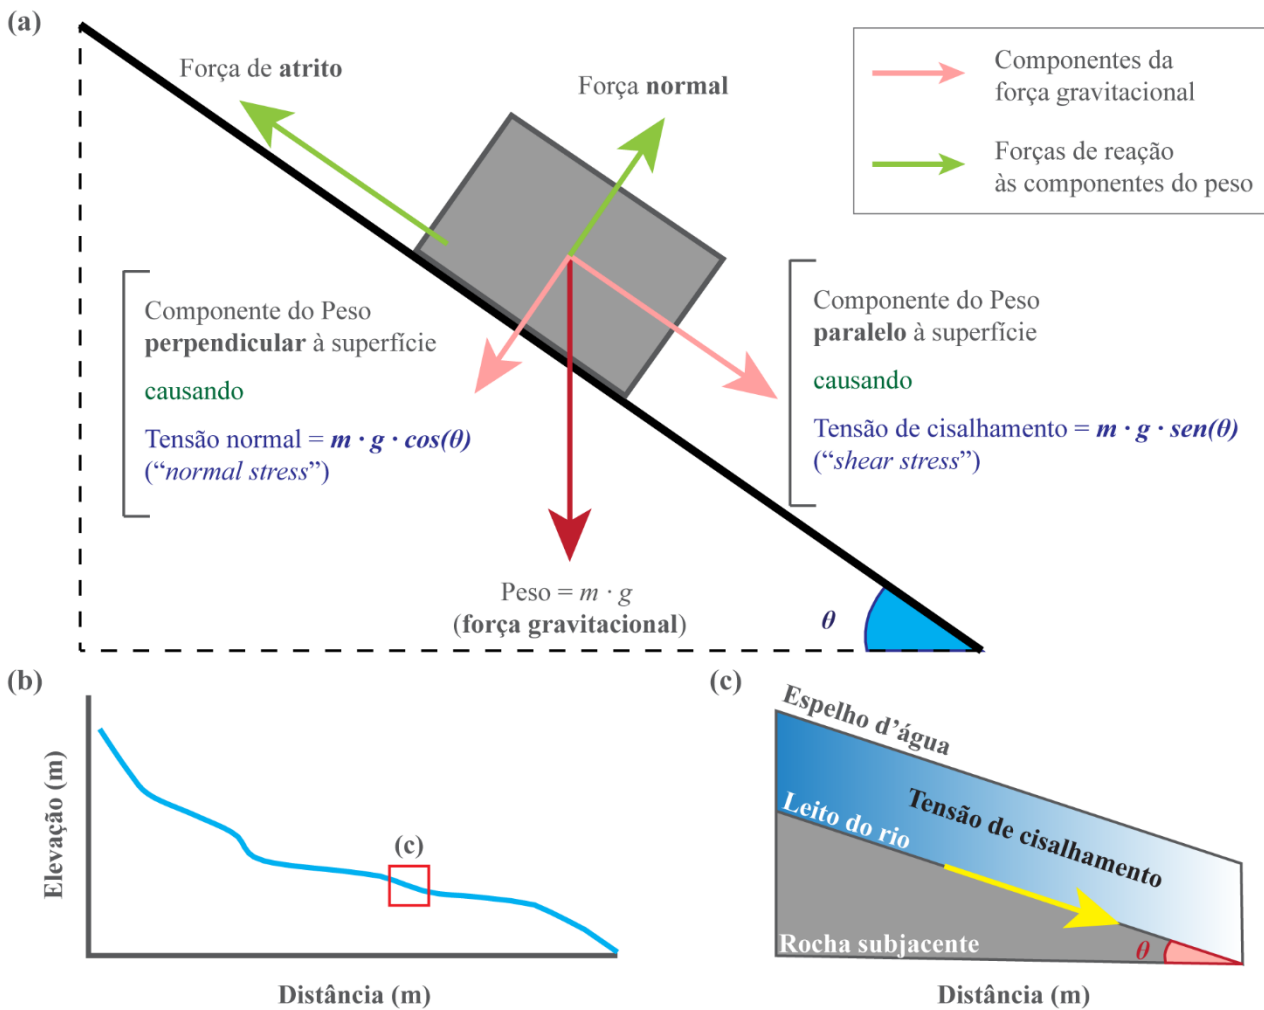 (a)
Força de atrito
Força normal
Componentes da
força gravitacional
Forças de reação
às componentes do peso
Componente do Peso
perpendicular à superfície
causando
Tensão normal = m · g · cos(θ)
(“normal stress”)
Componente do Peso
paralelo à superfície
causando
Tensão de cisalhamento = m · g · sen(θ)
(“shear stress”)
Peso = m · g
(força gravitacional)
θ
(b)
Elevação (m)
(c)
Distância (m)
(c)
Espelho d’água
Tensão de cisalhamento
Leito do rio
Rocha subjacente
θ
Distância (m)